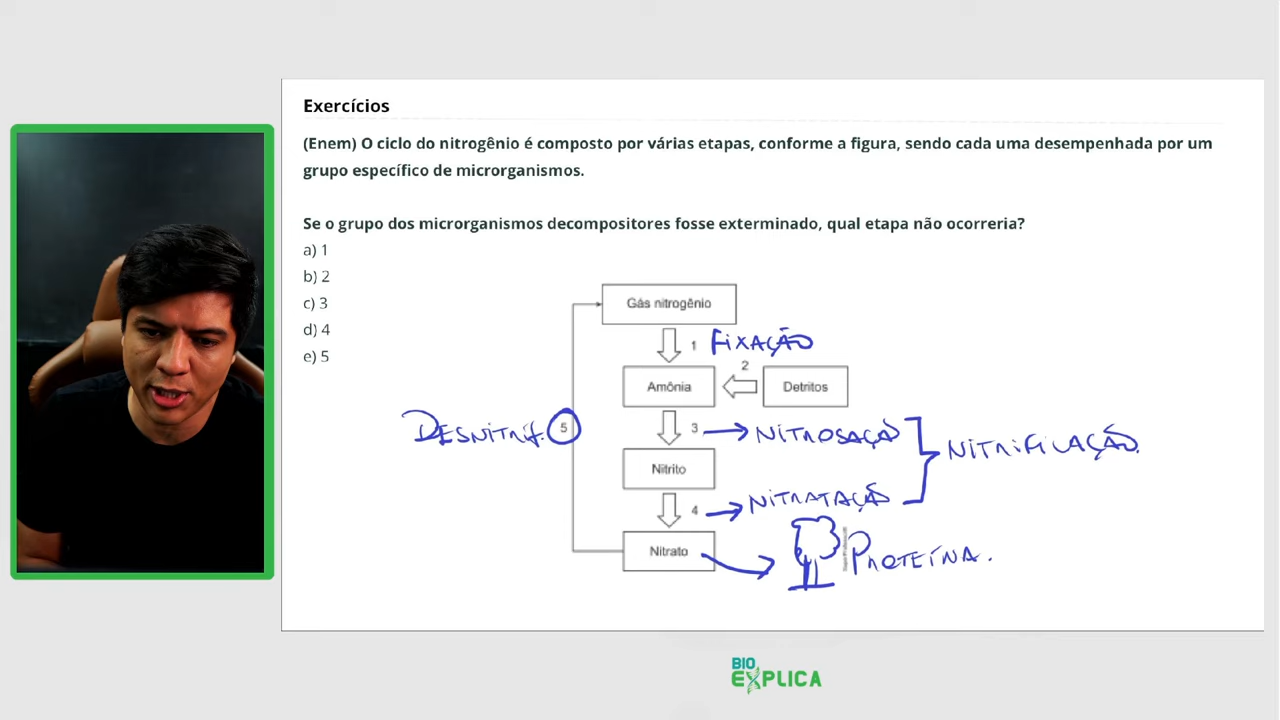 Exercícios
(Enem) O ciclo do nitrogênio é composto por várias etapas, conforme a figura, sendo cada uma desempenhada por um
grupo específico de microrganismos.
Se o grupo dos microrganismos decompositores fosse exterminado, qual etapa não ocorreria?
a) 1
b) 2
c) 3
d) 4
e) 5
Gás nitrogênio
1 FIXAÇÃO
2
Amônia
Detritos
DESNITRIF. 5
3 NITROSAÇÃO
NITRIFICAÇÃO.
Nitrito
4 NITRATAÇÃO
Nitrato
PROTEÍNA.
BIO
EXPLICA